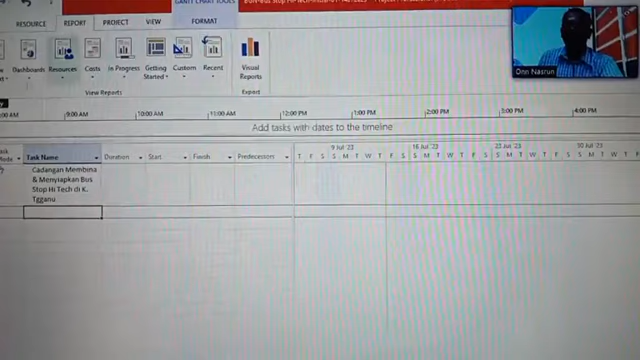 GANTT CHART TOOLS
RESOURCE REPORT PROJECT VIEW FORMAT
Dashboards Resources Costs In Progress Getting Started Custom Recent Visual Reports
View Reports Export
Onn Nasrun
9:00 AM 10:00 AM 11:00 AM 12:00 PM 1:00 PM 2:00 PM 3:00 PM 4:00 PM
Add tasks with dates to the timeline
9 Jul '23 16 Jul '23 23 Jul '23 30 Jul '23
Task Name Duration Start Finish Predecessors
T F S S M T W T F S S M T W T F S S M T W T F S S M T
Cadangan Membina
& Menyiapkan Bus
Stop Hi Tech di K.
Tgganu